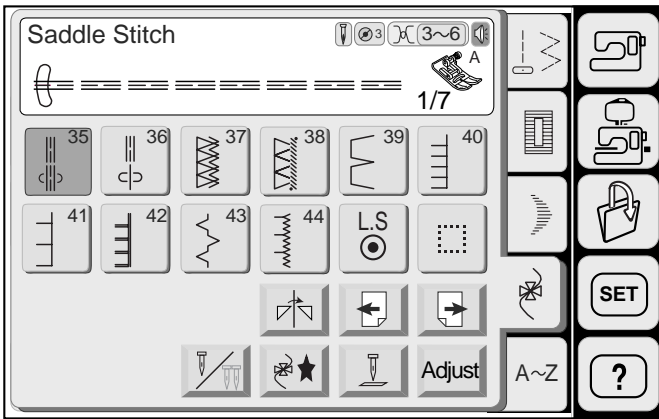 Saddle Stitch
3 3~6
A
1/7
35 36 37 38 39 40
41 42 43 44 L.S
Adjust
A~Z
SET
?